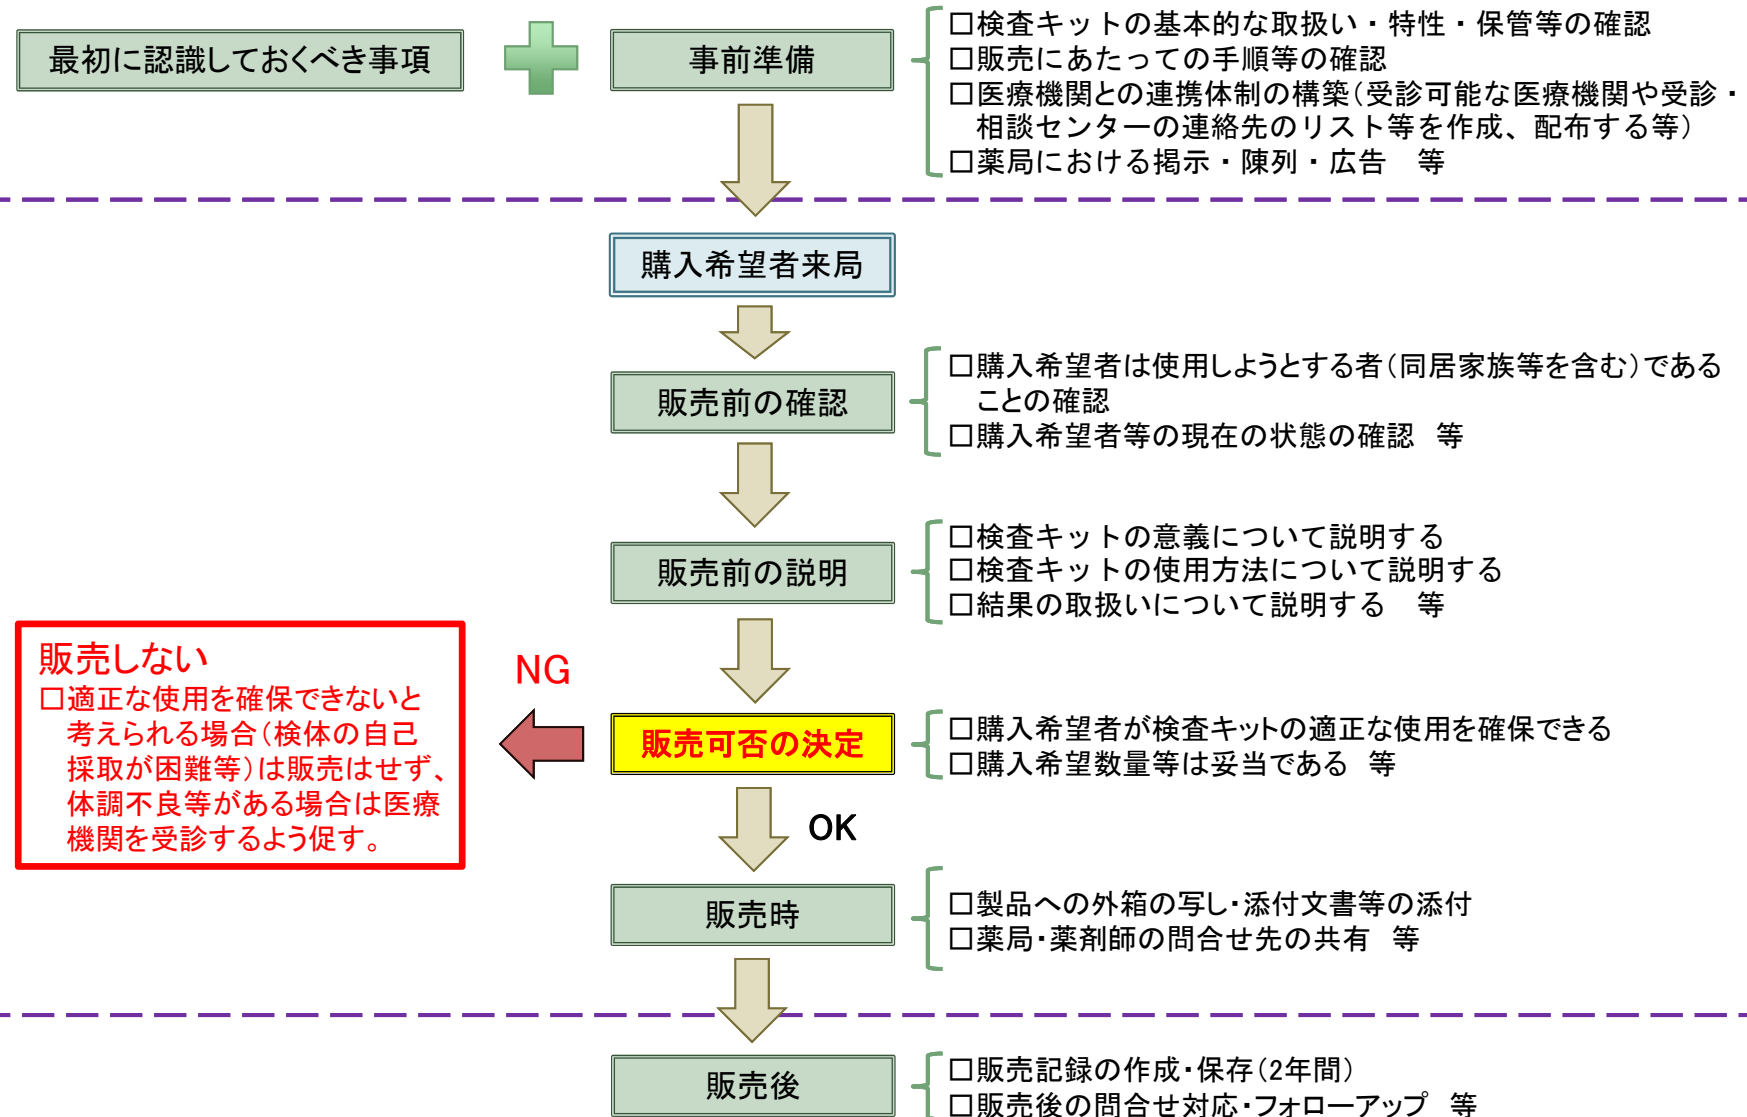 最初に認識しておくべき事項
事前準備
□検査キットの基本的な取扱い・特性・保管等の確認
□販売にあたっての手順等の確認
□医療機関との連携体制の構築(受診可能な医療機関や受診・
相談センターの連絡先のリスト等を作成、配布する等)
□薬局における掲示・陳列・広告　等
購入希望者来局
販売前の確認
□購入希望者は使用しようとする者(同居家族等を含む)である
ことの確認
□購入希望者等の現在の状態の確認　等
販売前の説明
□検査キットの意義について説明する
□検査キットの使用方法について説明する
□結果の取扱いについて説明する　等
販売しない
□適正な使用を確保できないと
考えられる場合(検体の自己
採取が困難等)は販売はせず、
体調不良等がある場合は医療
機関を受診するよう促す。
NG
販売可否の決定
□購入希望者が検査キットの適正な使用を確保できる
□購入希望数量等は妥当である　等
OK
販売時
□製品への外箱の写し・添付文書等の添付
□薬局・薬剤師の問合せ先の共有　等
販売後
□販売記録の作成・保存(2年間)
□販売後の問合せ対応・フォローアップ　等